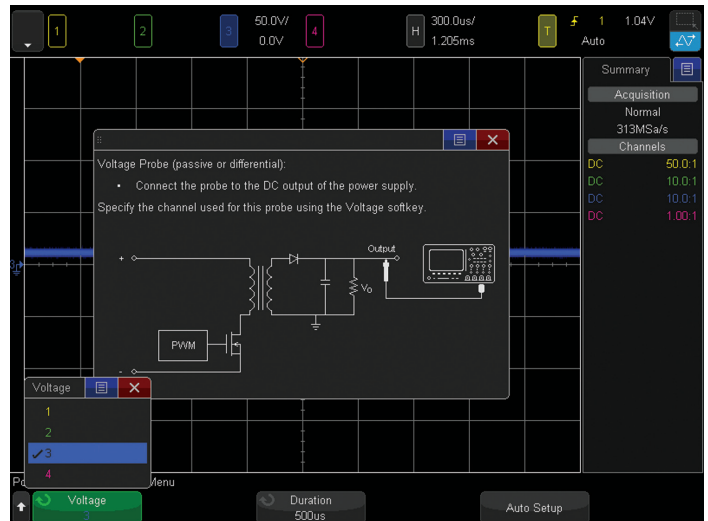 1
2
3
50.0V/
0.0V
4
H
300.0us/
1.205ms
T
1
1.04V
Auto
Summary
Acquisition
Normal
313MSa/s
Channels
DC 50.0:1
DC 10.0:1
DC 10.0:1
DC 1.00:1
Voltage Probe (passive or differential):
• Connect the probe to the DC output of the power supply.
Specify the channel used for this probe using the Voltage softkey.
+
Output
Vo
PWM
-
3
Voltage
1
2
3
4
Menu
Voltage
3
Duration
500us
Auto Setup